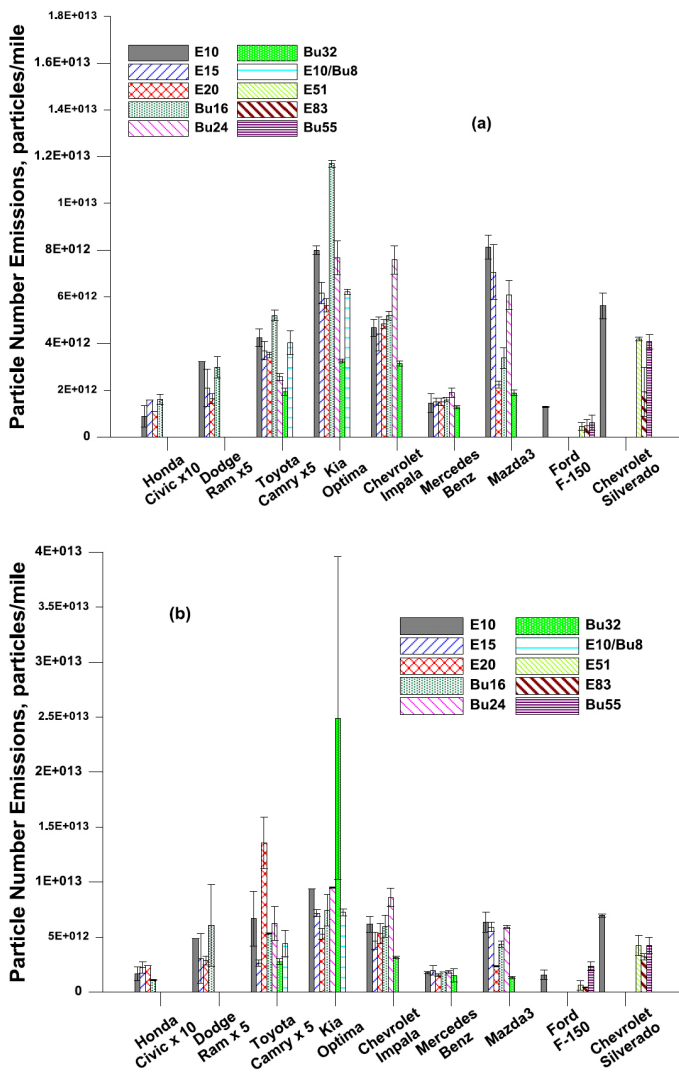 Particle Number Emissions, particles/mile
1.8E+013
1.6E+013
1.4E+013
1.2E+013
1E+013
8E+012
6E+012
4E+012
2E+012
0
E10
E15
E20
Bu16
Bu24
Bu32
E10/Bu8
E51
E83
Bu55
(a)
Honda
Civic x10
Dodge
Ram x5
Toyota
Camry x5
Kia
Optima
Chevrolet
Impala
Mercedes
Benz
Mazda3
Ford
F-150
Chevrolet
Silverado
Particle Number Emissions, particles/mile
4E+013
3.5E+013
3E+013
2.5E+013
2E+013
1.5E+013
1E+013
5E+012
0
(b)
E10
E15
E20
Bu16
Bu24
Bu32
E10/Bu8
E51
E83
Bu55
Honda
Civic x 10
Dodge
Ram x 5
Toyota
Camry x 5
Kia
Optima
Chevrolet
Impala
Mercedes
Benz
Mazda3
Ford
F-150
Chevrolet
Silverado